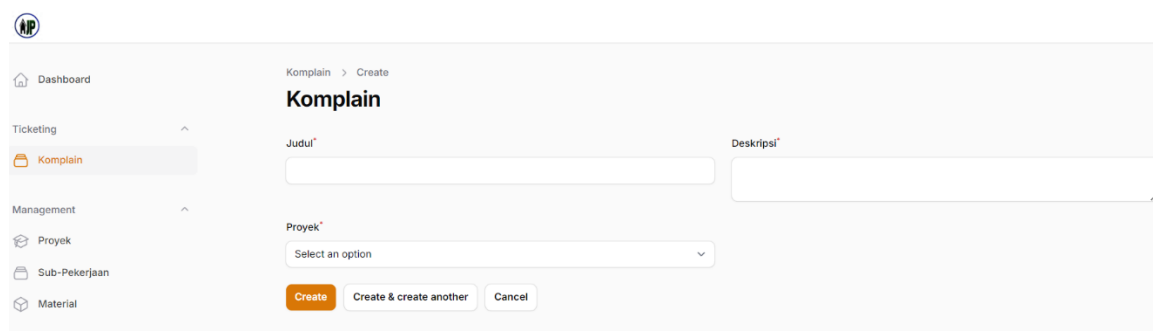 JP
Dashboard
Ticketing
Komplain
Management
Proyek
Sub-Pekerjaan
Material
Komplain > Create
Komplain
Judul*
Deskripsi*
Proyek*
Select an option
Create
Create & create another
Cancel